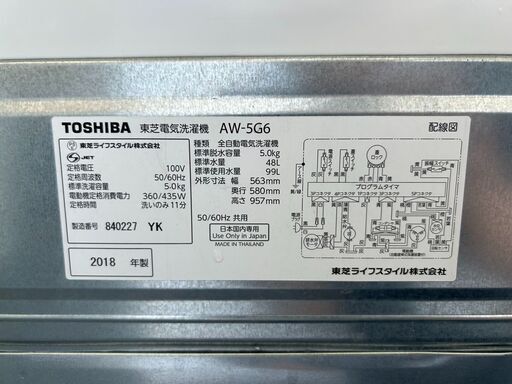 TOSHIBA 東芝電気洗濯機 AW-5G6
配線図
東芝ライフスタイル株式会社
JET
定格電圧 100V
定格周波数 50/60Hz
標準洗濯容量 5.0kg
電動機定格消費電力 360/435W
定格時間 洗いのみ 11分
製造番号 840227 YK
2018 年製
種類 全自動電気洗濯機
標準脱水容量 5.0kg
標準水量 48L
標準使用水量 99L
外形寸法 幅 563mm
奥行 580mm
高さ 957mm
50/60Hz 共用
日本国内専用
Use Only in Japan
MADE IN THAILAND
プログラムタイマ
東芝ライフスタイル株式会社